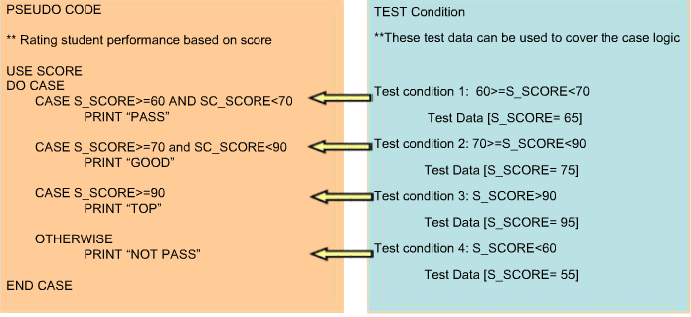 PSEUDO CODE
** Rating student performance based on score
USE SCORE
DO CASE
CASE S_SCORE>=60 AND SC_SCORE<70
PRINT “PASS”
CASE S_SCORE>=70 and SC_SCORE<90
PRINT “GOOD”
CASE S_SCORE>=90
PRINT “TOP”
OTHERWISE
PRINT “NOT PASS”
END CASE
TEST Condition
**These test data can be used to cover the case logic
Test condition 1: 60>=S_SCORE<70
Test Data [S_SCORE= 65]
Test condition 2: 70>=S_SCORE<90
Test Data [S_SCORE= 75]
Test condition 3: S_SCORE>90
Test Data [S_SCORE= 95]
Test condition 4: S_SCORE<60
Test Data [S_SCORE= 55]